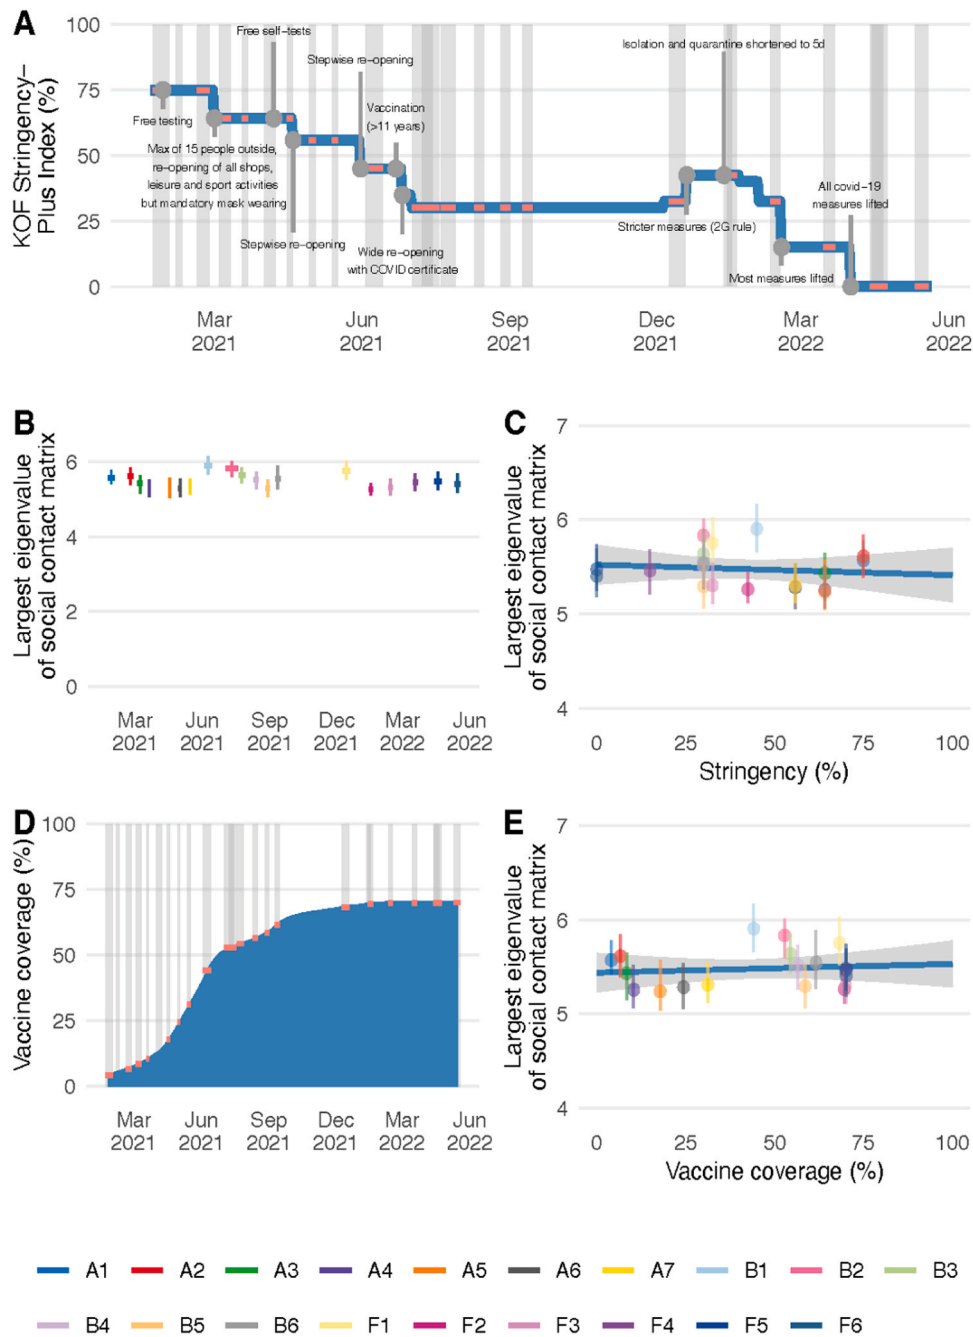 A
KOF Stringency–
Plus Index (%)
100
75
50
25
0
Free self–tests
Stepwise re–opening
Isolation and quarantine shortened to 5d
Vaccination
(>11 years)
Free testing
Max of 15 people outside,
re–opening of all shops,
leisure and sport activities
but mandatory mask wearing
Stepwise re–opening
Wide re–opening
with COVID certificate
All covid–19
measures lifted
Stricter measures (2G rule)
Most measures lifted
Mar
2021
Jun
2021
Sep
2021
Dec
2021
Mar
2022
Jun
2022
B
Largest eigenvalue
of social contact matrix
6
4
2
0
Mar
2021
Jun
2021
Sep
2021
Dec
2021
Mar
2022
Jun
2022
C
Largest eigenvalue
of social contact matrix
7
6
5
4
0
25
50
75
100
Stringency (%)
D
Vaccine coverage (%)
100
75
50
25
0
Mar
2021
Jun
2021
Sep
2021
Dec
2021
Mar
2022
Jun
2022
E
Largest eigenvalue
of social contact matrix
7
6
5
4
0
25
50
75
100
Vaccine coverage (%)
A1
A2
A3
A4
A5
A6
A7
B1
B2
B3
B4
B5
B6
F1
F2
F3
F4
F5
F6